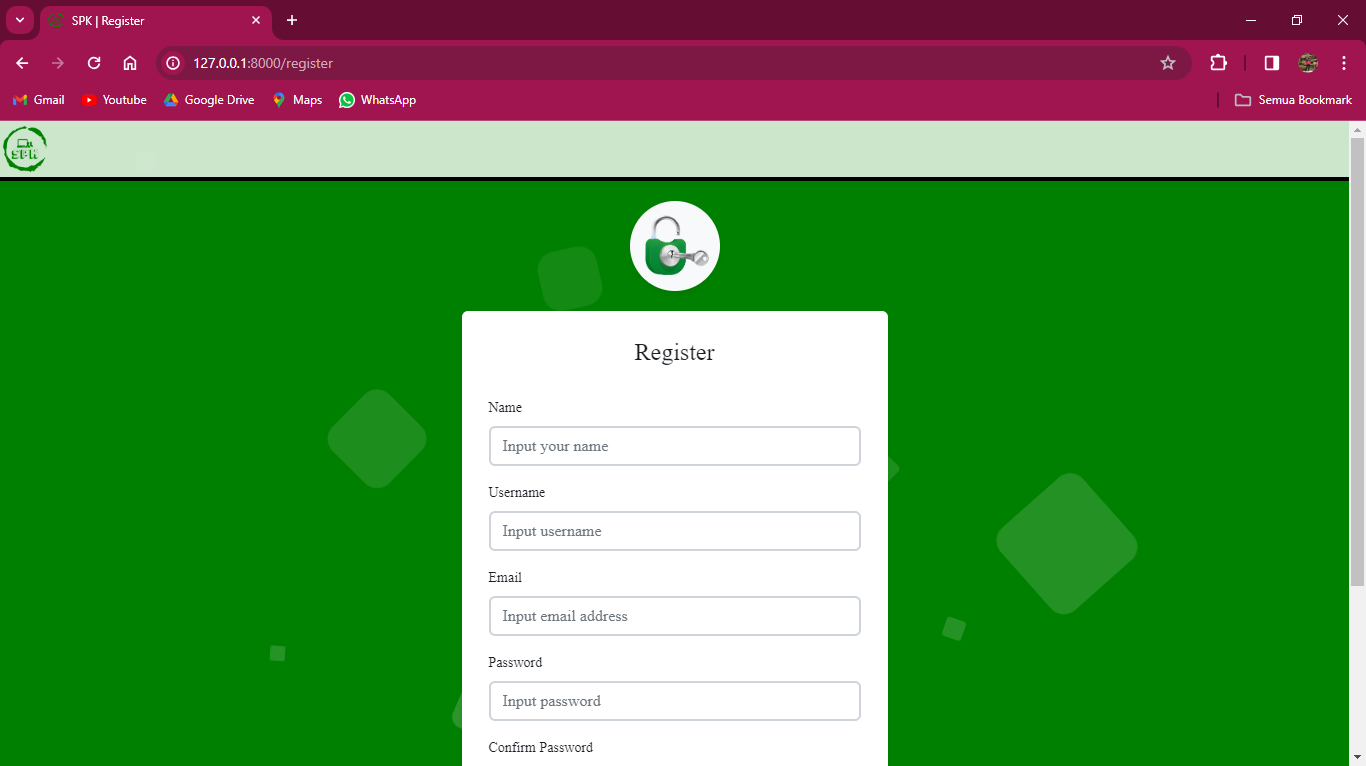 SPK | Register
127.0.0.1:8000/register
Gmail Youtube Google Drive Maps WhatsApp Semua Bookmark
SPK
Register
Name
Input your name
Username
Input username
Email
Input email address
Password
Input password
Confirm Password